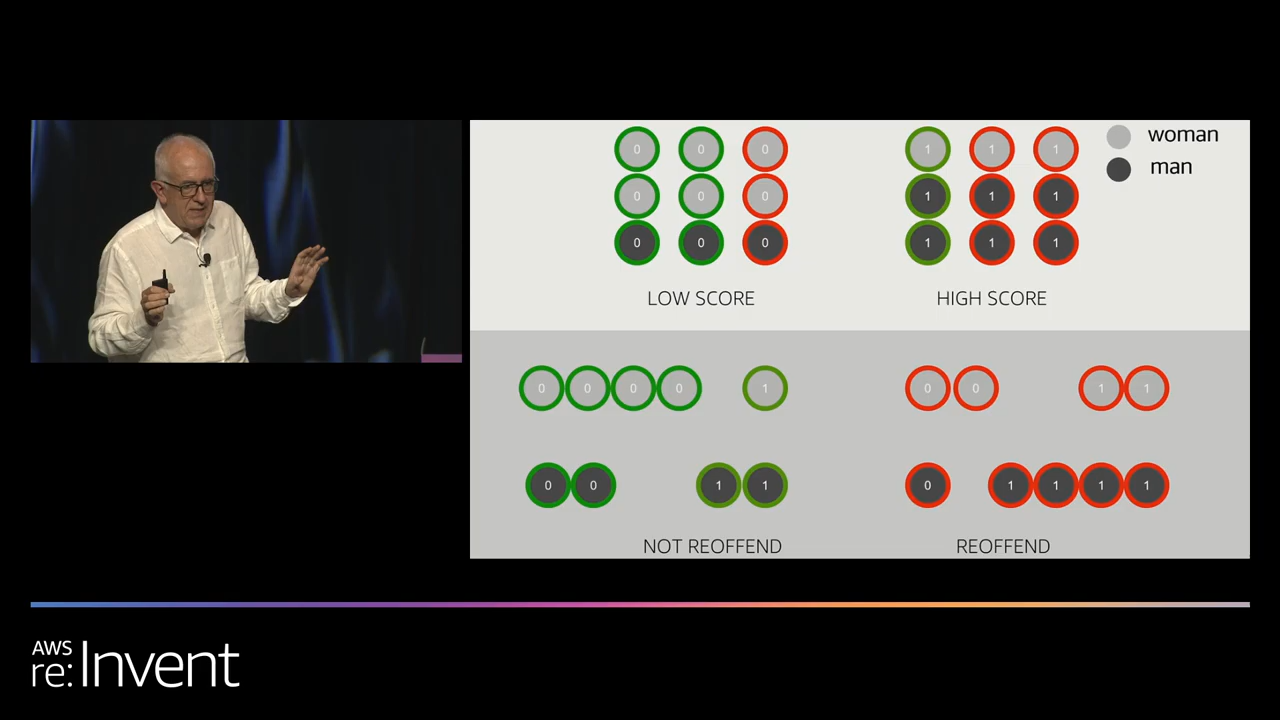 0 0 0 1 1 1 woman
0 0 0 1 1 1 man
0 0 0 1 1 1
LOW SCORE HIGH SCORE
0 0 0 0 1 0 0 1 1
0 0 1 1 0 1 1 1 1
NOT REOFFEND REOFFEND
AWS
re:Invent